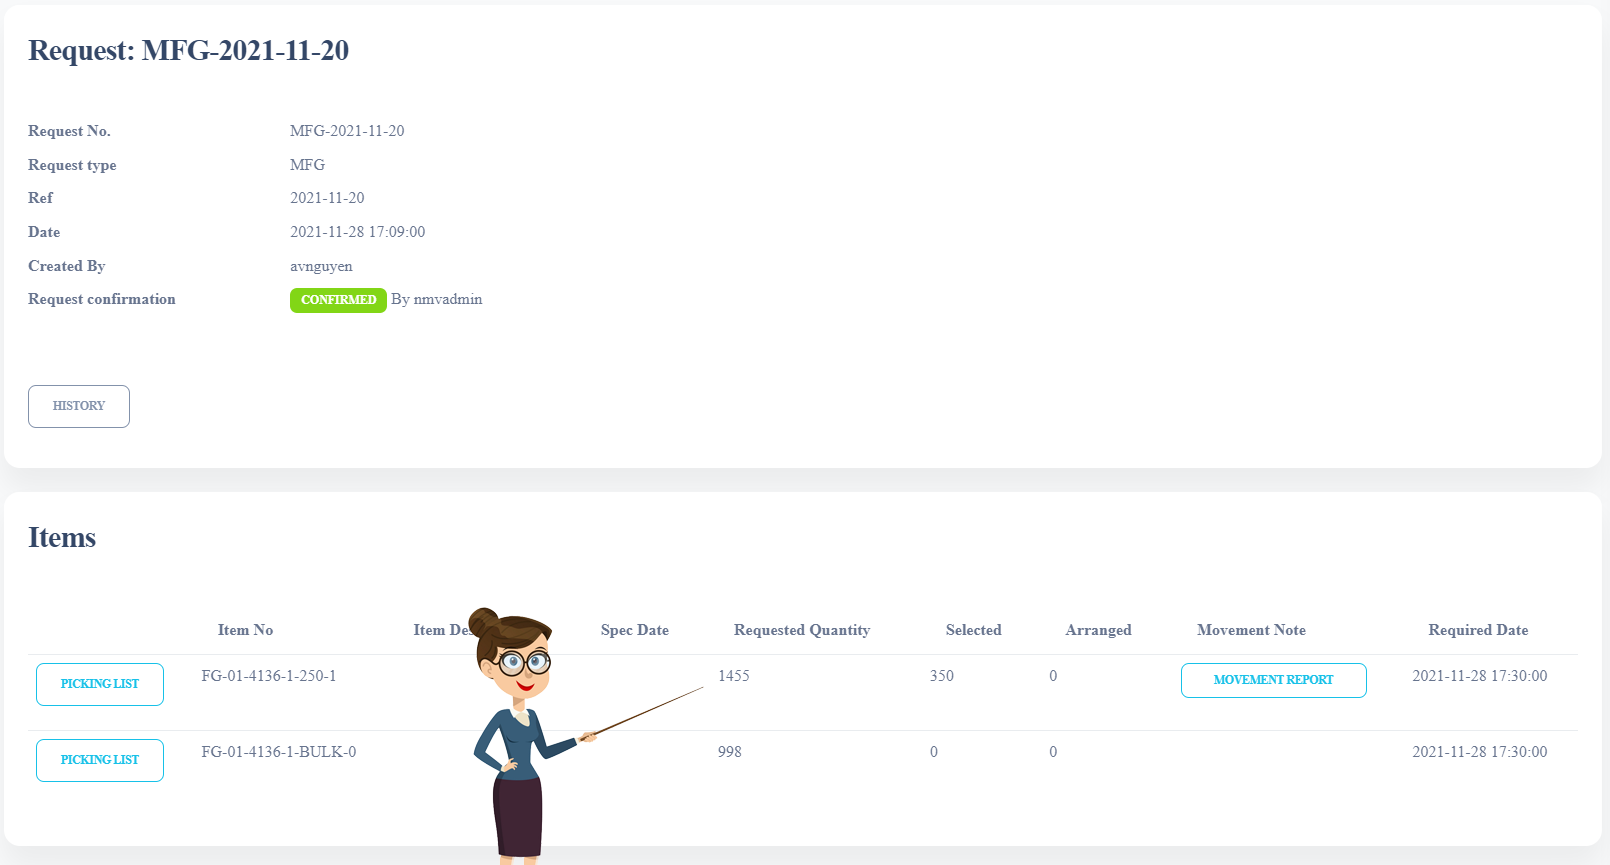 Request: MFG-2021-11-20
Request No. MFG-2021-11-20
Request type MFG
Ref 2021-11-20
Date 2021-11-28 17:09:00
Created By avnguyen
Request confirmation CONFIRMED By nmvadmin
HISTORY
Items
Item No Item Spec Date Requested Quantity Selected Arranged Movement Note Required Date
PICKING LIST FG-01-4136-1-250-1 1455 350 0 MOVEMENT REPORT 2021-11-28 17:30:00
PICKING LIST FG-01-4136-1-BULK-0 998 0 0 2021-11-28 17:30:00